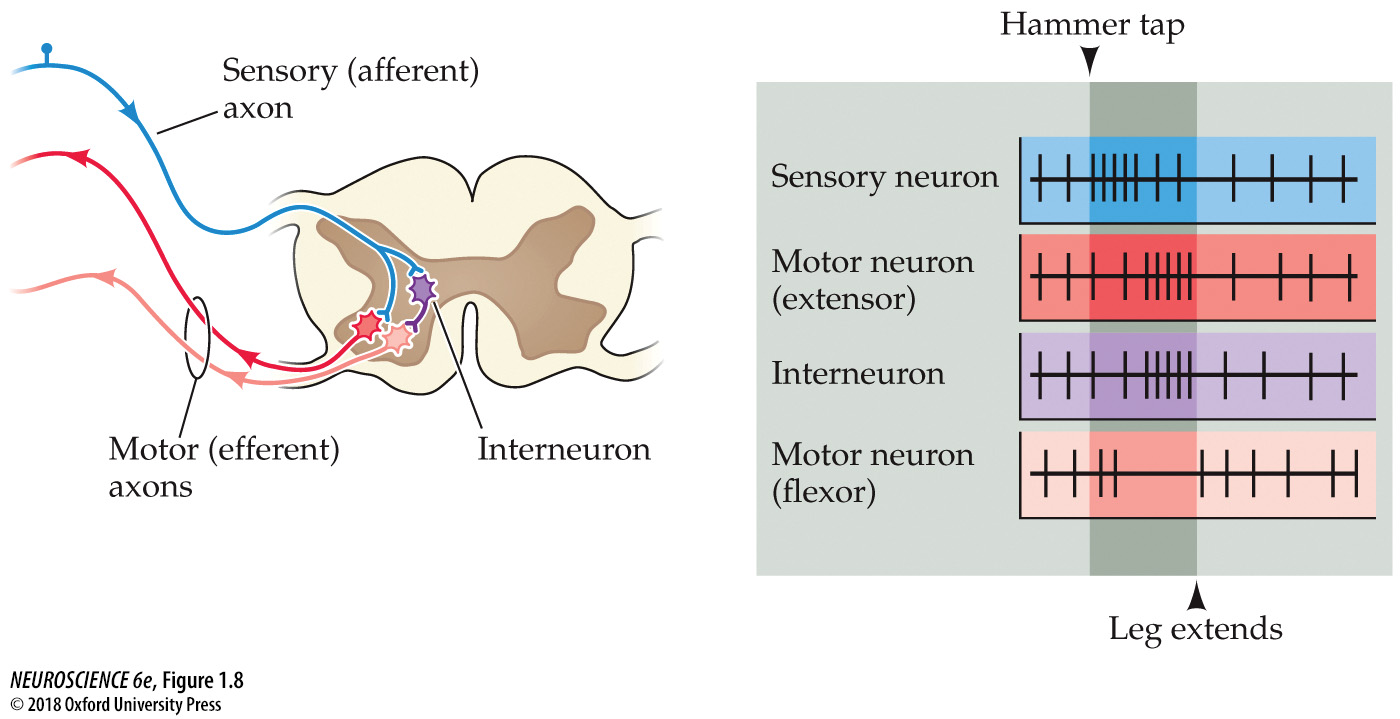 Sensory (afferent)
axon
Motor (efferent)
axons
Interneuron
Hammer tap
Sensory neuron
Motor neuron
(extensor)
Interneuron
Motor neuron
(flexor)
Leg extends
NEUROSCIENCE 6e, Figure 1.8
© 2018 Oxford University Press